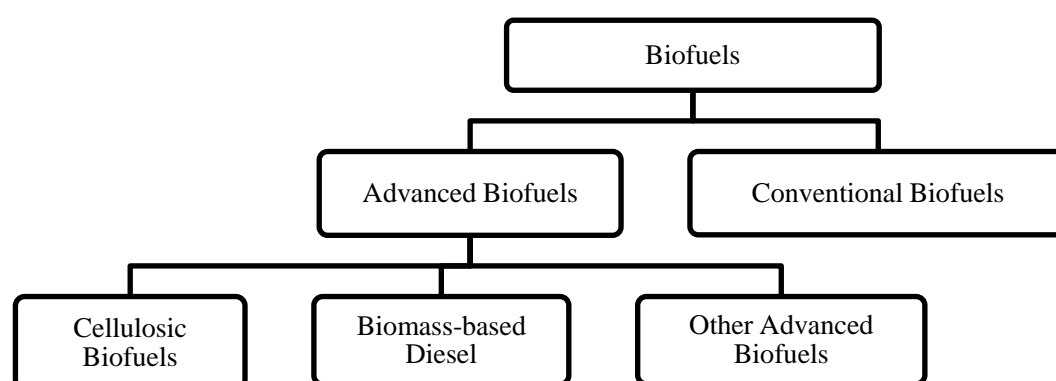 Biofuels
Advanced Biofuels
Conventional Biofuels
Cellulosic
Biofuels
Biomass-based
Diesel
Other Advanced
Biofuels